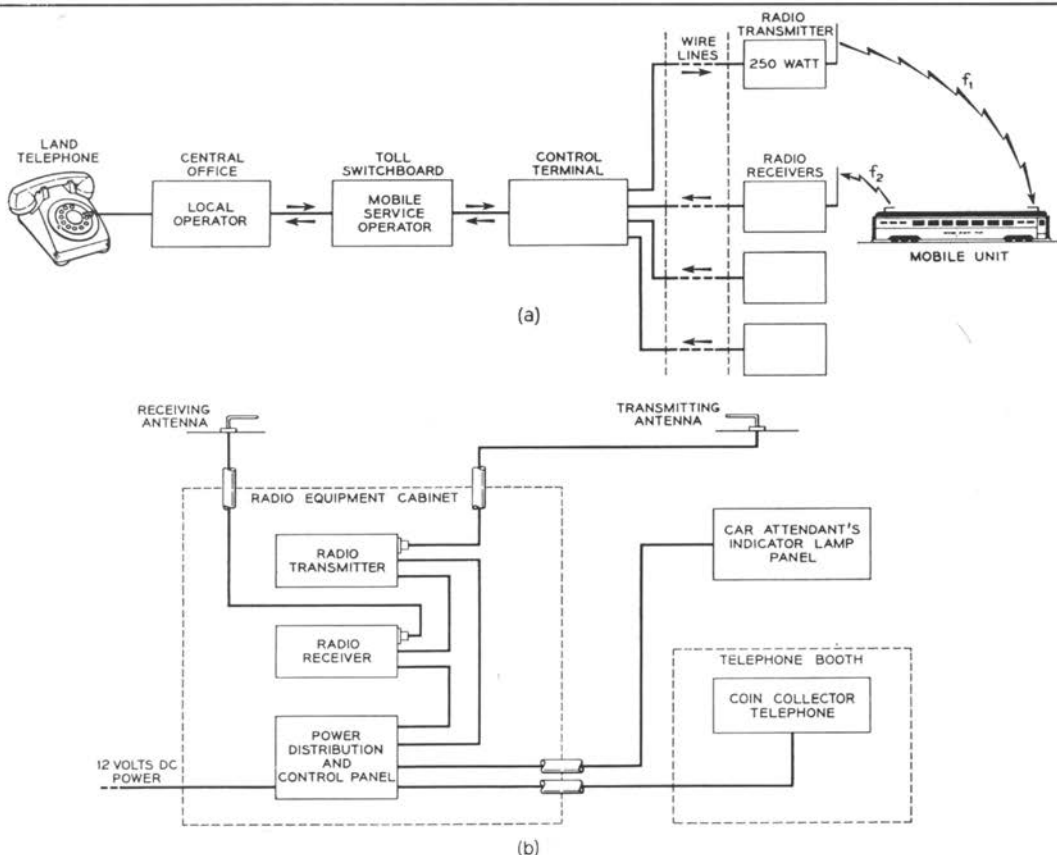 RADIO
TRANSMITTER
WIRE
LINES
250 WATT
f₁
LAND
TELEPHONE
CENTRAL
OFFICE
TOLL
SWITCHBOARD
CONTROL
TERMINAL
RADIO
RECEIVERS
f₂
LOCAL
OPERATOR
MOBILE
SERVICE
OPERATOR
MOBILE UNIT
(a)
RECEIVING
ANTENNA
TRANSMITTING
ANTENNA
RADIO EQUIPMENT CABINET
RADIO
TRANSMITTER
CAR ATTENDANT'S
INDICATOR LAMP
PANEL
RADIO
RECEIVER
TELEPHONE BOOTH
COIN COLLECTOR
TELEPHONE
POWER
DISTRIBUTION
AND
CONTROL PANEL
12 VOLTS DC
POWER
(b)